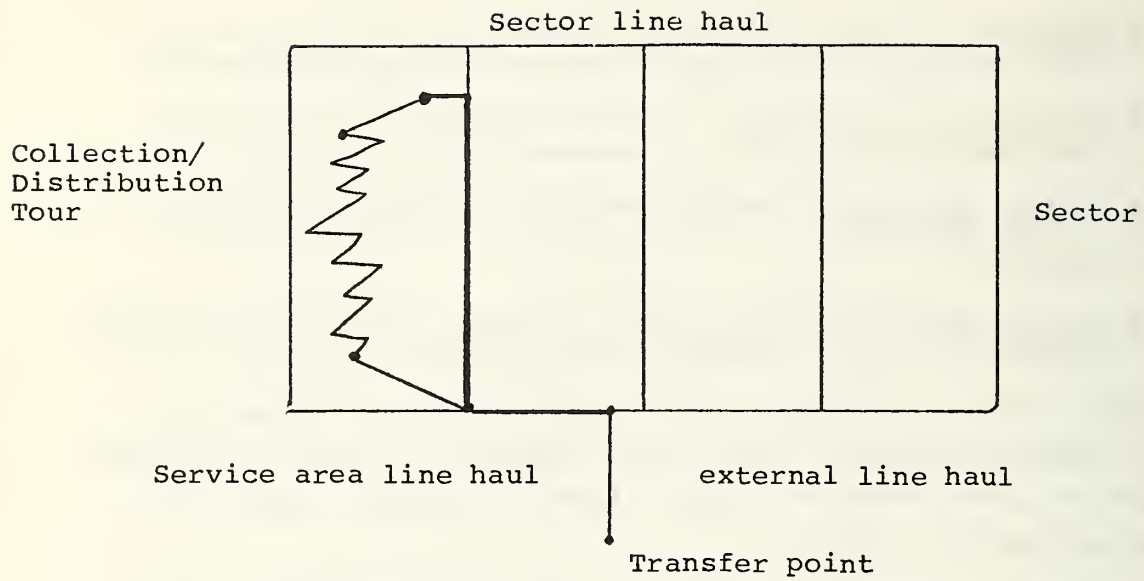 Sector line haul
Collection/
Distribution
Tour
Sector
Service area line haul
external line haul
Transfer point